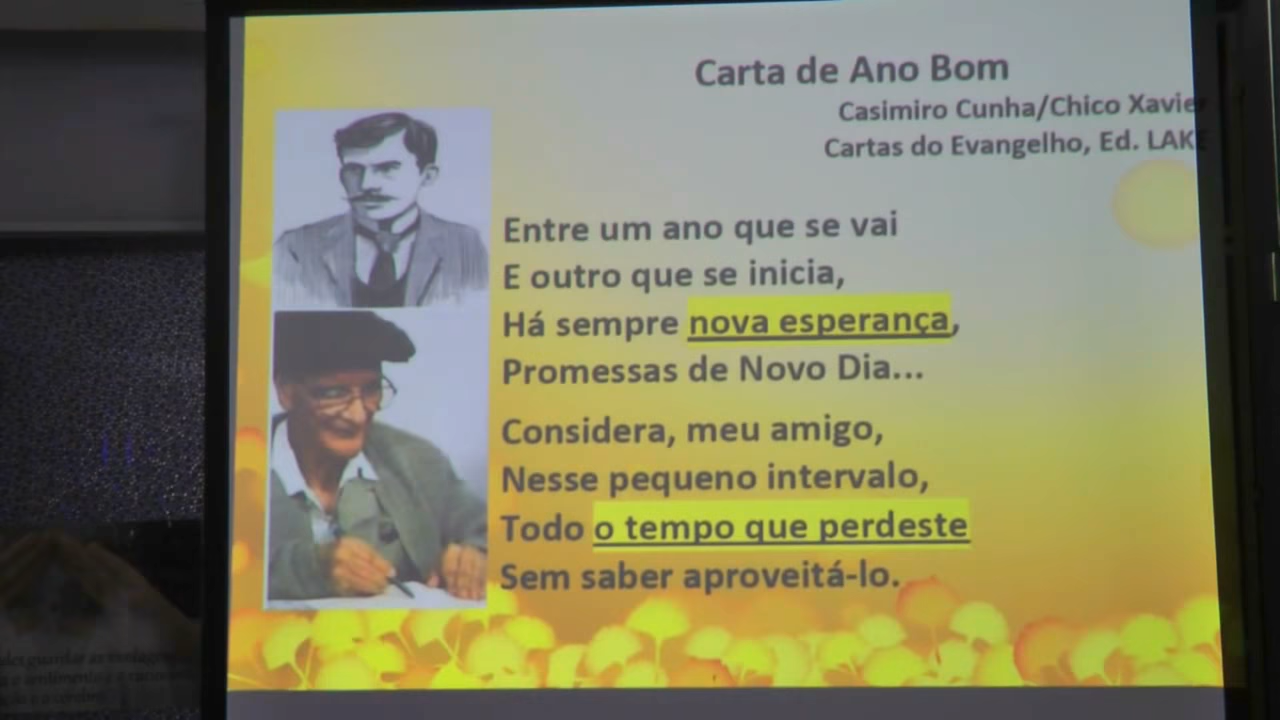 Carta de Ano Bom
Casimiro Cunha/Chico Xavier
Cartas do Evangelho, Ed. LAKE
Entre um ano que se vai
E outro que se inicia,
Há sempre nova esperança,
Promessas de Novo Dia...
Considera, meu amigo,
Nesse pequeno intervalo,
Todo o tempo que perdeste
Sem saber aproveitá-lo.